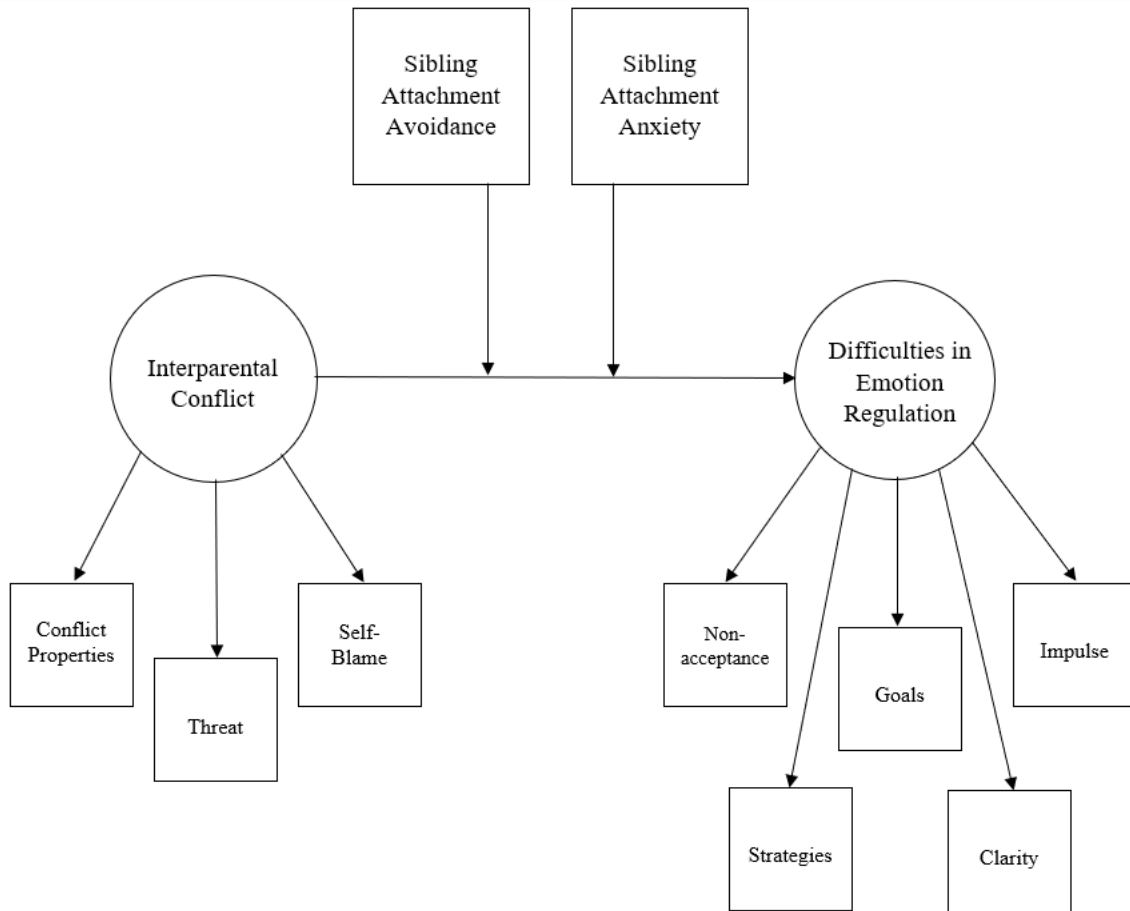 Sibling
Attachment
Avoidance
Sibling
Attachment
Anxiety
Interparental
Conflict
Difficulties in
Emotion
Regulation
Conflict
Properties
Threat
Self-
Blame
Non-
acceptance
Goals
Impulse
Strategies
Clarity